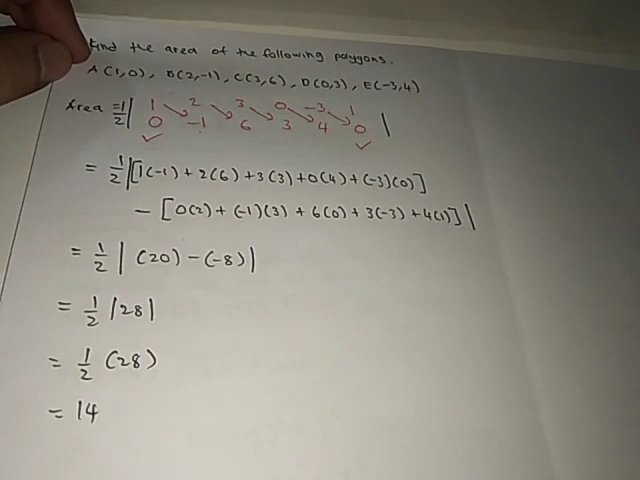 Find the area of the following polygons.
A(1,0), B(2,-1), C(3,6), D(0,3), E(-3,4)
Area = 1/2 | 1 2 3 0 -3 1
0 -1 6 3 4 0 |
= 1/2 |[1(-1) + 2(6) + 3(3) + 0(4) + (-3)(0)]
- [0(2) + (-1)(3) + 6(0) + 3(-3) + 4(1)]|
= 1/2 | (20) - (-8)|
= 1/2 |28|
= 1/2 (28)
= 14